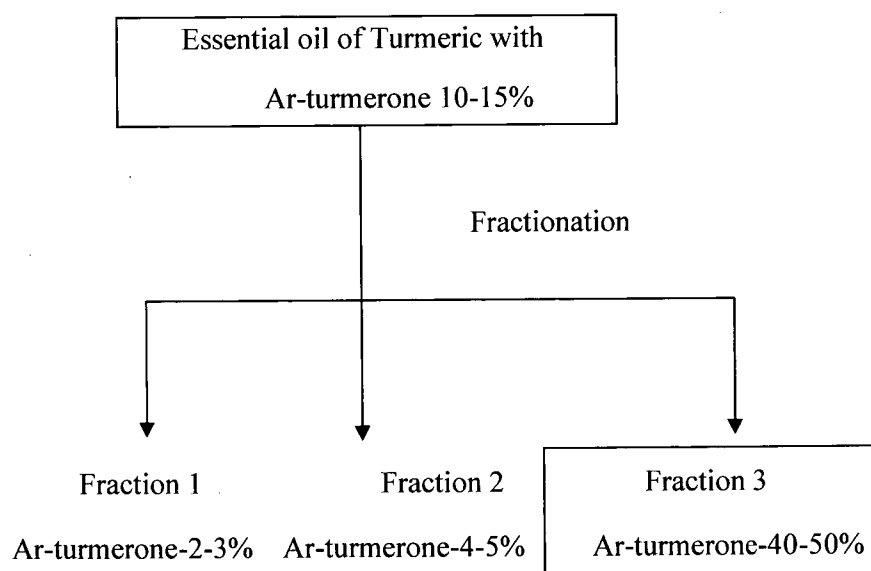 Essential oil of Turmeric with
Ar-turmerone 10-15%
Fractionation
Fraction 1
Ar-turmerone-2-3%
Fraction 2
Ar-turmerone-4-5%
Fraction 3
Ar-turmerone-40-50%